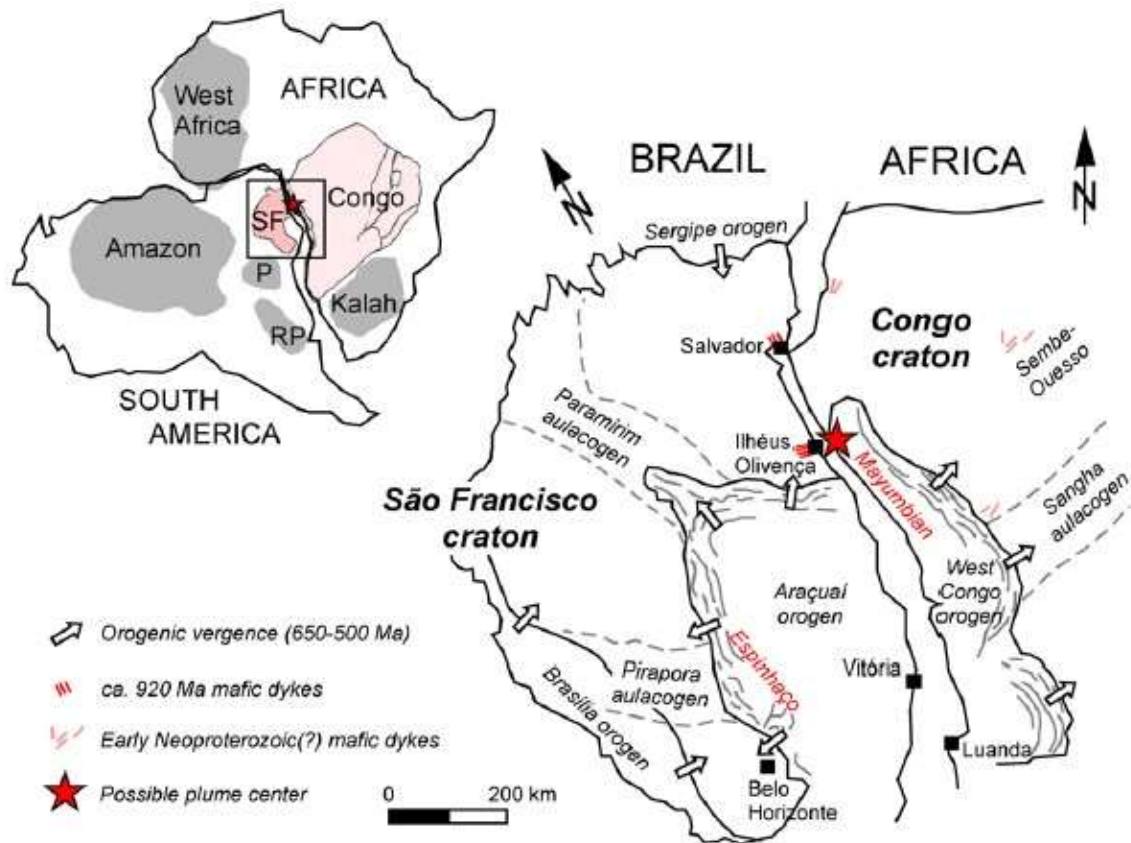 West
Africa
AFRICA
Congo
SF
Amazon
P
Kalah
RP
SOUTH
AMERICA
BRAZIL
AFRICA
N
N
Sergipe orogen
Congo
craton
Salvador
Sembe-
Ouesso
Paramirim
aulacogen
Ilhéus
Olivença
Mayumbian
Sangha
aulacogen
São Francisco
craton
West
Congo
orogen
Araçuaí
orogen
Espinhaço
Vitória
Pirapora
aulacogen
Brasília orogen
Luanda
Belo
Horizonte
Orogenic vergence (650-500 Ma)
ca. 920 Ma mafic dykes
Early Neoproterozoic(?) mafic dykes
Possible plume center
0 200 km